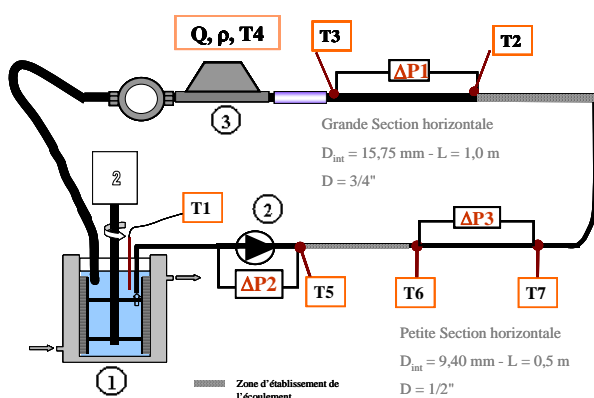 Q, ρ, T4
T3
T2
ΔP1
3
Grande Section horizontale
D_int = 15,75 mm - L = 1,0 m
D = 3/4"
2
T1
2
ΔP3
ΔP2
T5
T6
T7
1
Petite Section horizontale
D_int = 9,40 mm - L = 0,5 m
D = 1/2"
Zone d'établissement de
l'écoulement